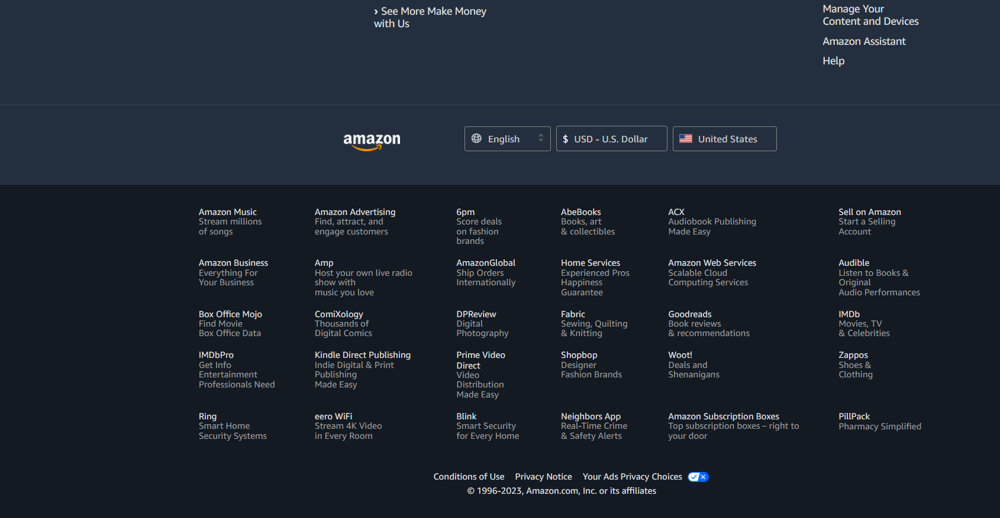 › See More Make Money
with Us
Manage Your
Content and Devices
Amazon Assistant
Help
amazon
English
$ USD - U.S. Dollar
United States
Amazon Music
Stream millions
of songs
Amazon Advertising
Find, attract, and
engage customers
6pm
Score deals
on fashion
brands
AbeBooks
Books, art
& collectibles
ACX
Audiobook Publishing
Made Easy
Sell on Amazon
Start a Selling
Account
Amazon Business
Everything For
Your Business
Amp
Host your own live radio
show with
music you love
AmazonGlobal
Ship Orders
Internationally
Home Services
Experienced Pros
Happiness
Guarantee
Amazon Web Services
Scalable Cloud
Computing Services
Audible
Listen to Books &
Original
Audio Performances
Box Office Mojo
Find Movie
Box Office Data
ComiXology
Thousands of
Digital Comics
DPReview
Digital
Photography
Fabric
Sewing, Quilting
& Knitting
Goodreads
Book reviews
& recommendations
IMDb
Movies, TV
& Celebrities
IMDbPro
Get Info
Entertainment
Professionals Need
Kindle Direct Publishing
Indie Digital & Print
Publishing
Made Easy
Prime Video
Direct
Video
Distribution
Made Easy
Shopbop
Designer
Fashion Brands
Woot!
Deals and
Shenanigans
Zappos
Shoes &
Clothing
Ring
Smart Home
Security Systems
eero WiFi
Stream 4K Video
in Every Room
Blink
Smart Security
for Every Home
Neighbors App
Real-Time Crime
& Safety Alerts
Amazon Subscription Boxes
Top subscription boxes – right to
your door
PillPack
Pharmacy Simplified
Conditions of Use Privacy Notice Your Ads Privacy Choices
© 1996-2023, Amazon.com, Inc. or its affiliates